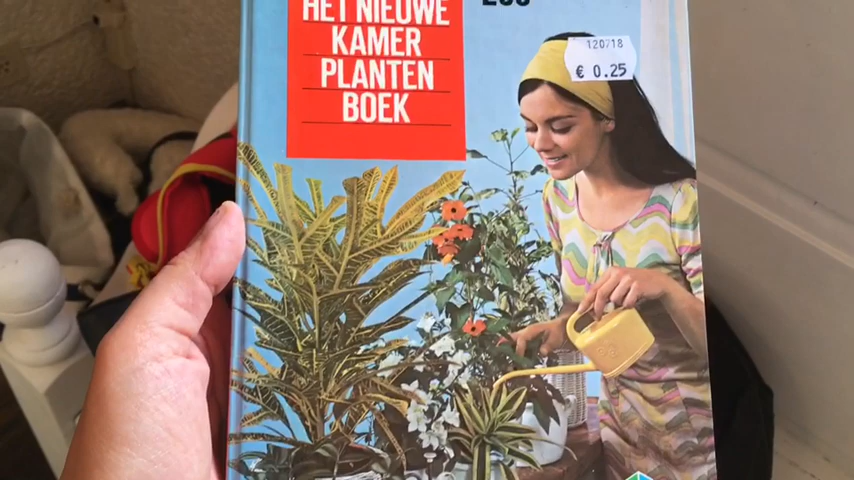 HET NIEUWE
KAMER
PLANTEN
BOEK
120718
€ 0.25